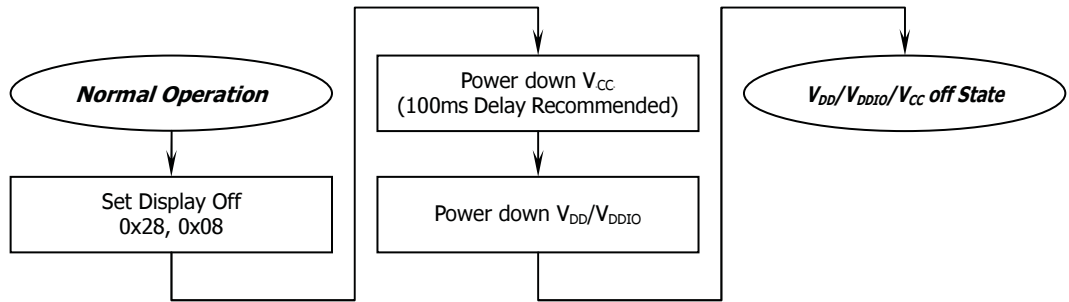 Normal Operation
Set Display Off
0x28, 0x08
Power down VCC
(100ms Delay Recommended)
Power down VDD/VDDIO
VDD/VDDIO/VCC off State